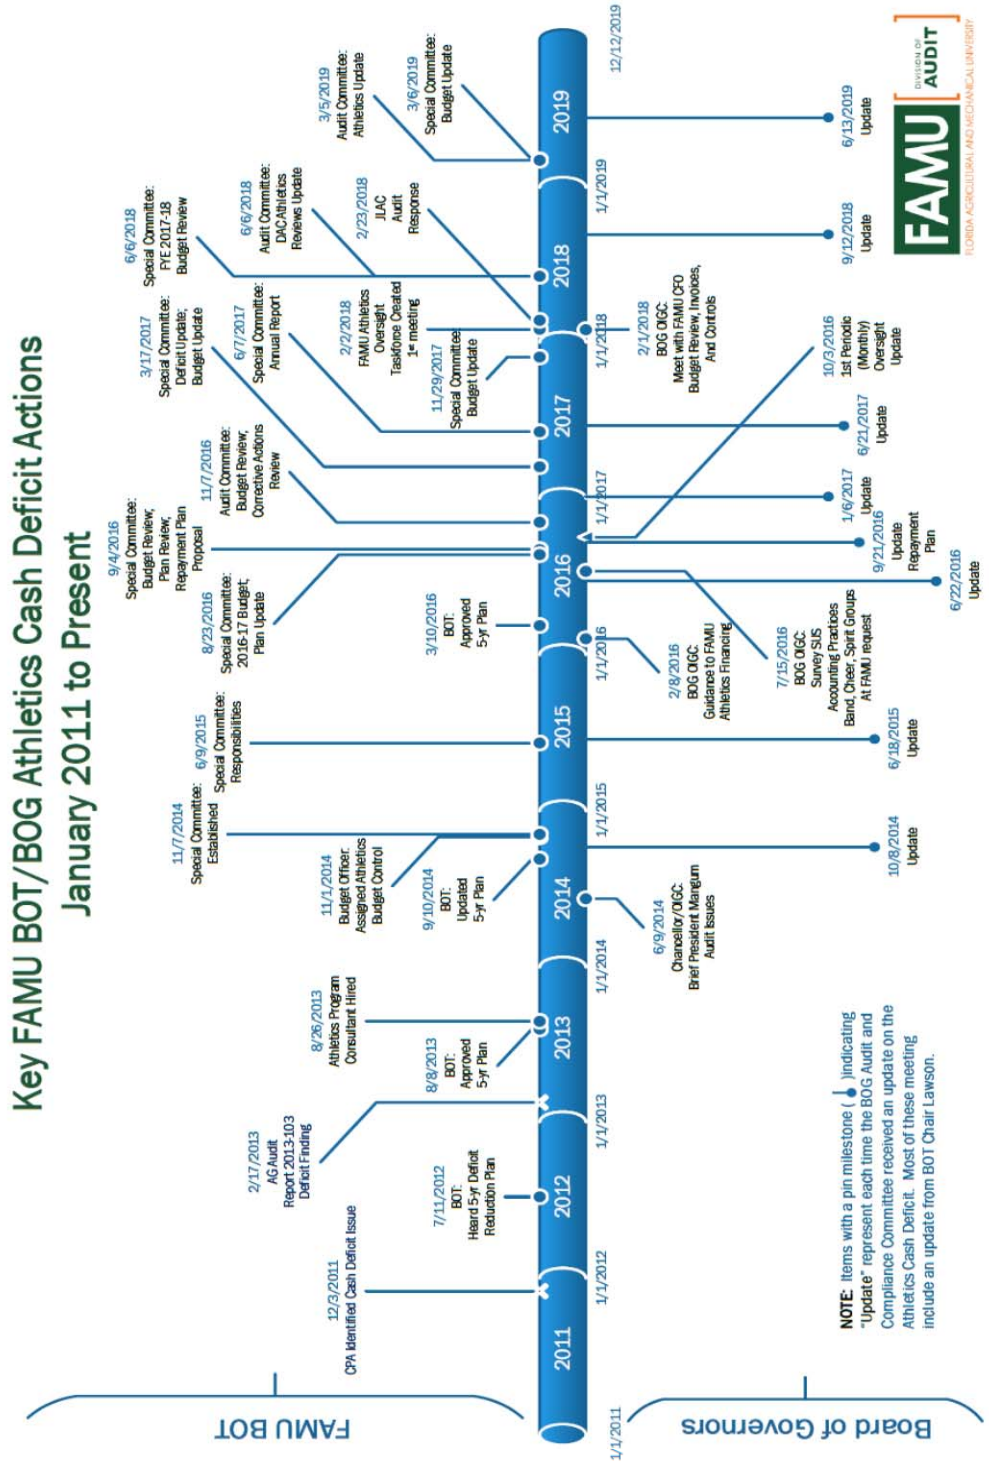 Key FAMU BOT/BOG Athletics Cash Deficit Actions
January 2011 to Present
FAMU BOT
12/3/2011
CPA Identified Cash Deficit Issue
7/11/2012
BOT:
Heard 5-yr Deficit
Reduction Plan
2/17/2013
AG Audit
Report 2013-103
Deficit Finding
8/8/2013
BOT:
Approved
5-yr Plan
8/26/2013
Athletics Program
Consultant Hired
9/10/2014
BOT:
Updated
5-yr Plan
11/1/2014
Budget Officer:
Assigned Athletics
Budget Control
11/7/2014
Special Committee:
Established
6/9/2015
Special Committee:
Responsibilities
3/10/2016
BOT:
Approved
5-yr Plan
8/23/2016
Special Committee:
2016-17 Budget,
Plan Update
9/4/2016
Special Committee:
Budget Review;
Plan Review;
Repayment Plan
Proposal
11/7/2016
Audit Committee:
Budget Review;
Corrective Actions
Review
3/17/2017
Special Committee:
Deficit Update;
Budget Update
6/7/2017
Special Committee:
Annual Report
11/29/2017
Special Committee:
Budget Update
2/2/2018
FAMU Athletics
Oversight
Taskforce Created
1st meeting
2/23/2018
JLAC
Audit
Response
6/6/2018
Special Committee:
FYE 2017-18
Budget Review
6/6/2018
Audit Committee:
DAC Athletics
Reviews Update
3/5/2019
Audit Committee:
Athletics Update
3/6/2019
Special Committee:
Budget Update
2011
2012
2013
2014
2015
2016
2017
2018
2019
1/1/2011
1/1/2012
1/1/2013
1/1/2014
1/1/2015
1/1/2016
1/1/2017
1/1/2018
1/1/2019
12/12/2019
Board of Governors
6/9/2014
Chancellor/OIGC:
Brief President Mangum
Audit Issues
10/8/2014
Update
6/18/2015
Update
2/8/2016
BOG OIGC:
Guidance to FAMU
Athletics Financing
7/15/2016
BOG OIGC:
Survey SUS
Accounting Practices
Band, Cheer, Spirit Groups
At FAMU request
6/22/2016
Update
9/21/2016
Update
Repayment
Plan
1/6/2017
Update
6/21/2017
Update
10/3/2016
1st Periodic
(Monthly)
Oversight
Update
2/1/2018
BOG OIGC:
Meet with FAMU CFO
Budget Review, Invoices,
And Controls
9/12/2018
Update
6/13/2019
Update
NOTE: Items with a pin milestone ( )indicating
"Update" represent each time the BOG Audit and
Compliance Committee received an update on the
Athletics Cash Deficit. Most of these meeting
include an update from BOT Chair Lawson.
FAMU
DIVISION OF
AUDIT
FLORIDA AGRICULTURAL AND MECHANICAL UNIVERSITY